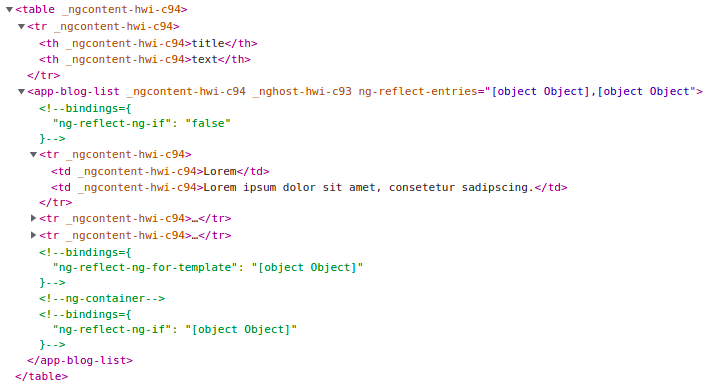 <table _ngcontent-hwi-c94>
<tr _ngcontent-hwi-c94>
<th _ngcontent-hwi-c94>title</th>
<th _ngcontent-hwi-c94>text</th>
</tr>
<app-blog-list _ngcontent-hwi-c94 _nghost-hwi-c93 ng-reflect-entries="[object Object],[object Object">
<!--bindings={
"ng-reflect-ng-if": "false"
}-->
<tr _ngcontent-hwi-c94>
<td _ngcontent-hwi-c94>Lorem</td>
<td _ngcontent-hwi-c94>Lorem ipsum dolor sit amet, consetetur sadipscing.</td>
</tr>
<tr _ngcontent-hwi-c94>…</tr>
<tr _ngcontent-hwi-c94>…</tr>
<!--bindings={
"ng-reflect-ng-for-template": "[object Object]"
}-->
<!--ng-container-->
<!--bindings={
"ng-reflect-ng-if": "[object Object]"
}-->
</app-blog-list>
</table>